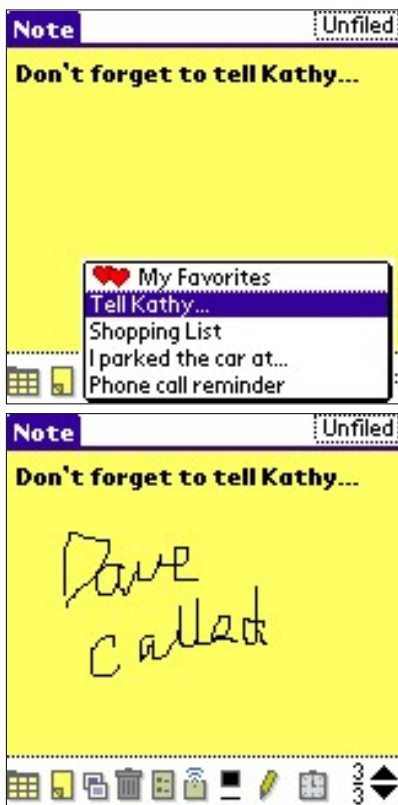 Note Unfiled
Don't forget to tell Kathy...
My Favorites
Tell Kathy...
Shopping List
I parked the car at...
Phone call reminder
Note Unfiled
Don't forget to tell Kathy...
Dave
called
3
3